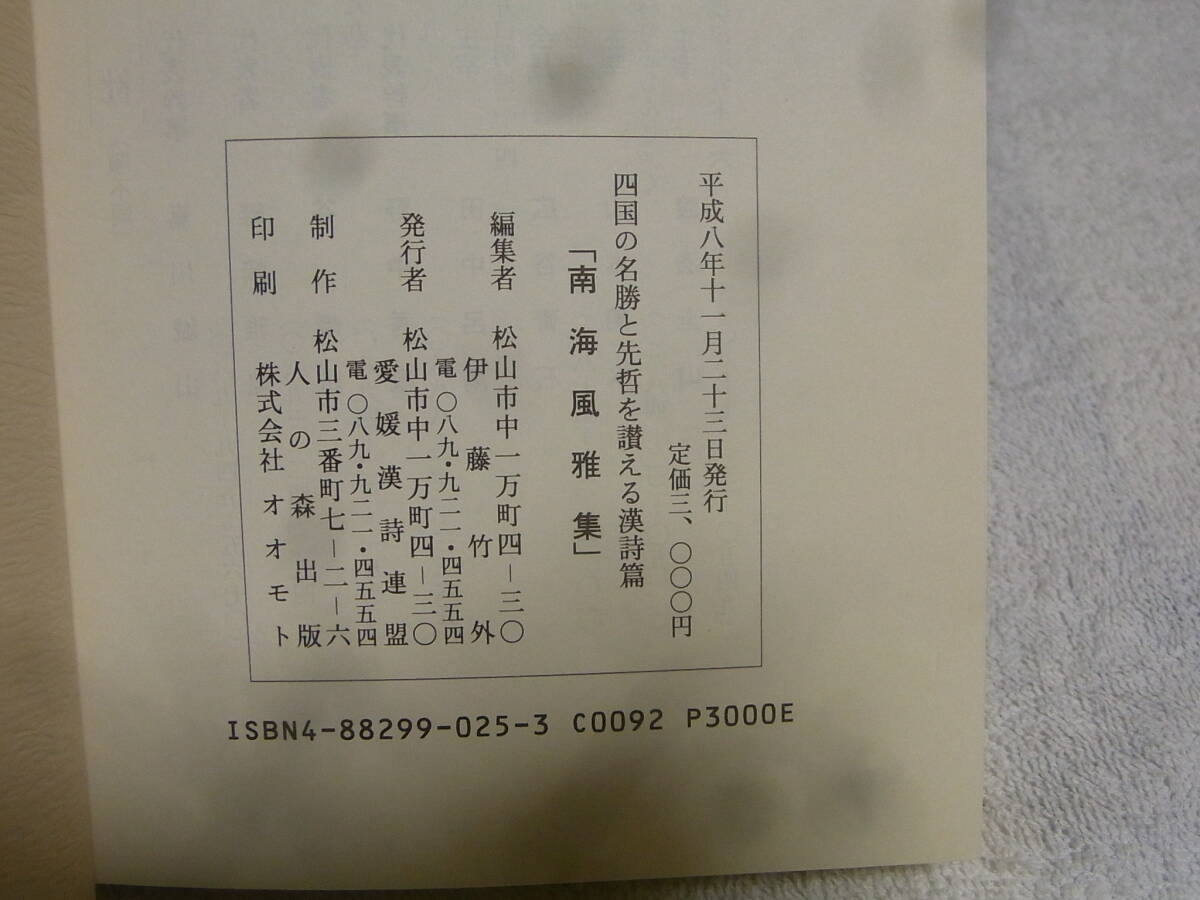 平成八年十一月二十三日発行
定価三、〇〇〇円
四国の名勝と先哲を讃える漢詩篇
「南海風雅集」
編集者 松山市中一万町四-三〇
伊藤竹外
電〇八九・九二一・四五五四
発行者 松山市中一万町四-三〇
愛媛漢詩連盟
電〇八九・九二一・四五五四
制作 松山市三番町七-二-六
人の森出版
印刷 株式会社オオモト
ISBN4-88299-025-3 C0092 P3000E